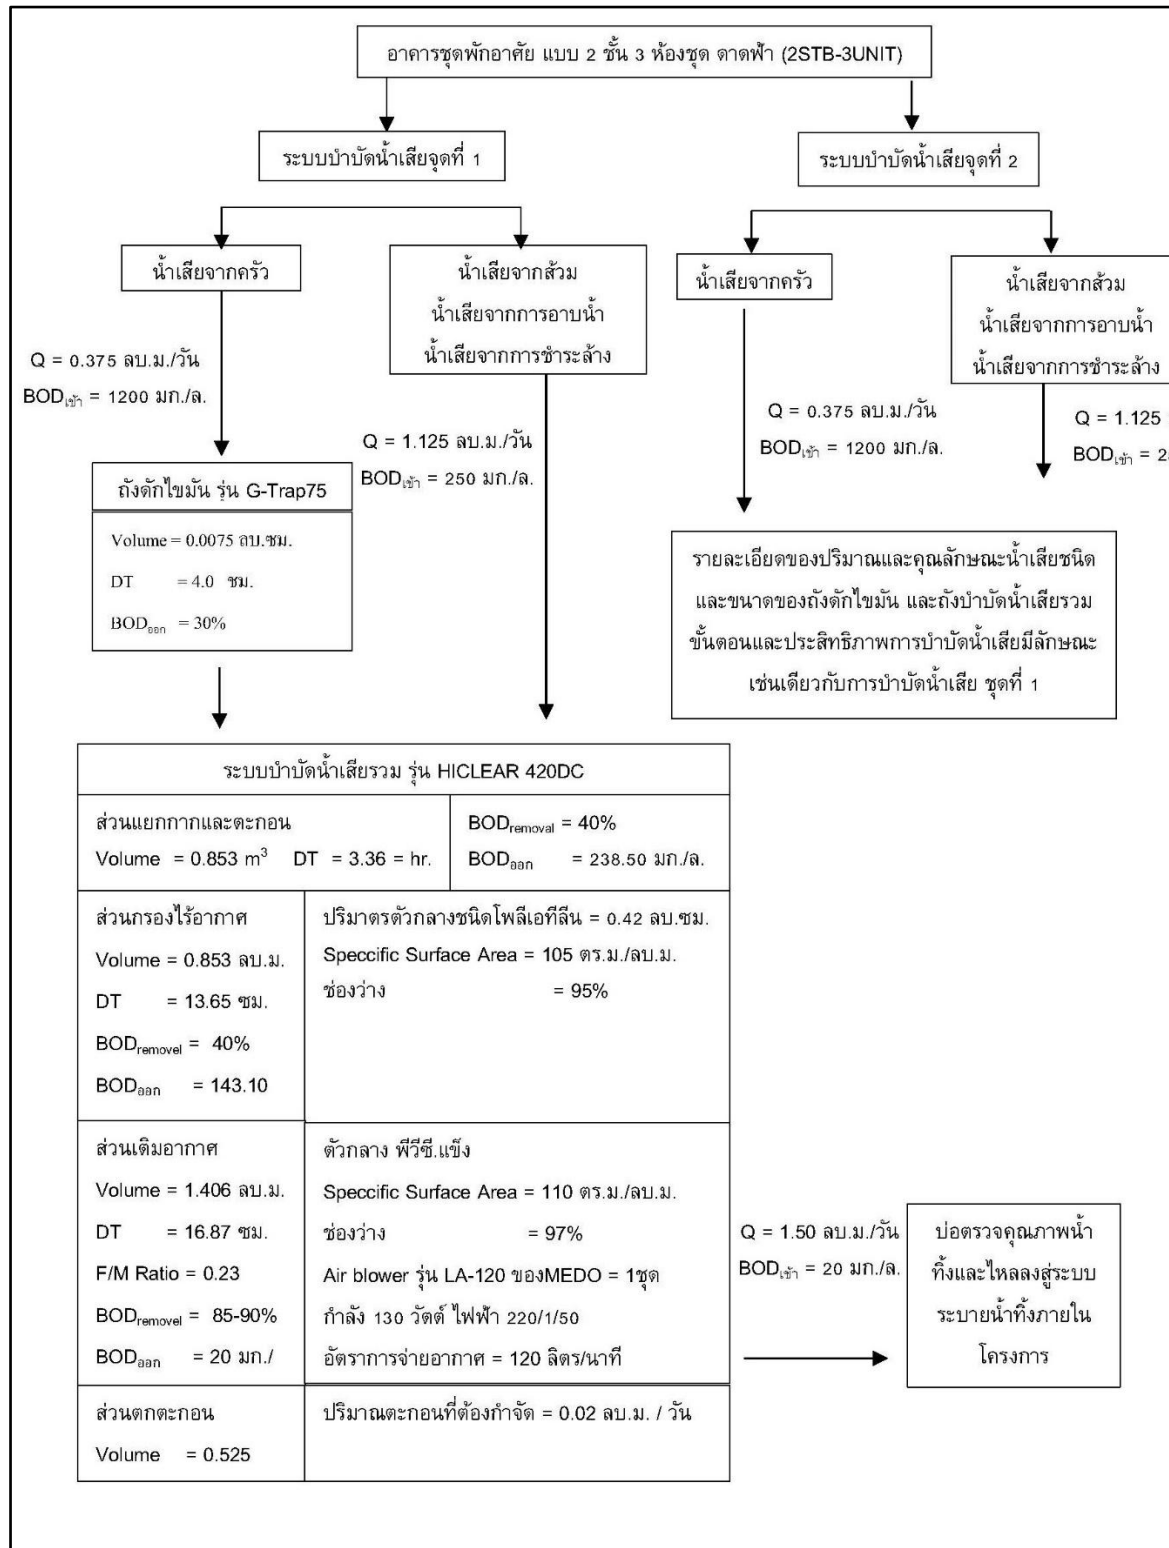 อาคารชุดพักอาศัย แบบ 2 ชั้น 3 ห้องชุด ดาดฟ้า (2STB-3UNIT)
ระบบบำบัดน้ำเสียจุดที่ 1
ระบบบำบัดน้ำเสียจุดที่ 2
น้ำเสียจากครัว
น้ำเสียจากส้วม
น้ำเสียจากการอาบน้ำ
น้ำเสียจากการชำระล้าง
น้ำเสียจากครัว
น้ำเสียจากส้วม
น้ำเสียจากการอาบน้ำ
น้ำเสียจากการชำระล้าง
Q = 0.375 ลบ.ม./วัน
BODเข้า = 1200 มก./ล.
Q = 1.125 ลบ.ม./วัน
BODเข้า = 250 มก./ล.
Q = 0.375 ลบ.ม./วัน
BODเข้า = 1200 มก./ล.
Q = 1.125
BODเข้า = 2
ถังดักไขมัน รุ่น G-Trap75
Volume = 0.0075 ลบ.ซม.
DT = 4.0 ชม.
BODออก = 30%
รายละเอียดของปริมาณและคุณลักษณะน้ำเสียชนิด
และขนาดของถังดักไขมัน และถังบำบัดน้ำเสียรวม
ขั้นตอนและประสิทธิภาพการบำบัดน้ำเสียมีลักษณะ
เช่นเดียวกับการบำบัดน้ำเสีย ชุดที่ 1
ระบบบำบัดน้ำเสียรวม รุ่น HICLEAR 420DC
ส่วนแยกกากและตะกอน
Volume = 0.853 m³ DT = 3.36 = hr.
BODremoval = 40%
BODออก = 238.50 มก./ล.
ส่วนกรองไร้อากาศ
Volume = 0.853 ลบ.ม.
DT = 13.65 ซม.
BODremovel = 40%
BODออก = 143.10
ปริมาตรตัวกลางชนิดโพลีเอทีลีน = 0.42 ลบ.ซม.
Speccific Surface Area = 105 ตร.ม./ลบ.ม.
ช่องว่าง = 95%
ส่วนเติมอากาศ
Volume = 1.406 ลบ.ม.
DT = 16.87 ซม.
F/M Ratio = 0.23
BODremovel = 85-90%
BODออก = 20 มก./
ตัวกลาง พีวีซี.แข็ง
Speccific Surface Area = 110 ตร.ม./ลบ.ม.
ช่องว่าง = 97%
Air blower รุ่น LA-120 ของMEDO = 1ชุด
กำลัง 130 วัตต์ ไฟฟ้า 220/1/50
อัตราการจ่ายอากาศ = 120 ลิตร/นาที
Q = 1.50 ลบ.ม./วัน
BODเข้า = 20 มก./ล.
บ่อตรวจคุณภาพน้ำ
ทิ้งและไหลลงสู่ระบบ
ระบายน้ำทิ้งภายใน
โครงการ
ส่วนตกตะกอน
Volume = 0.525
ปริมาณตะกอนที่ต้องกำจัด = 0.02 ลบ.ม. / วัน